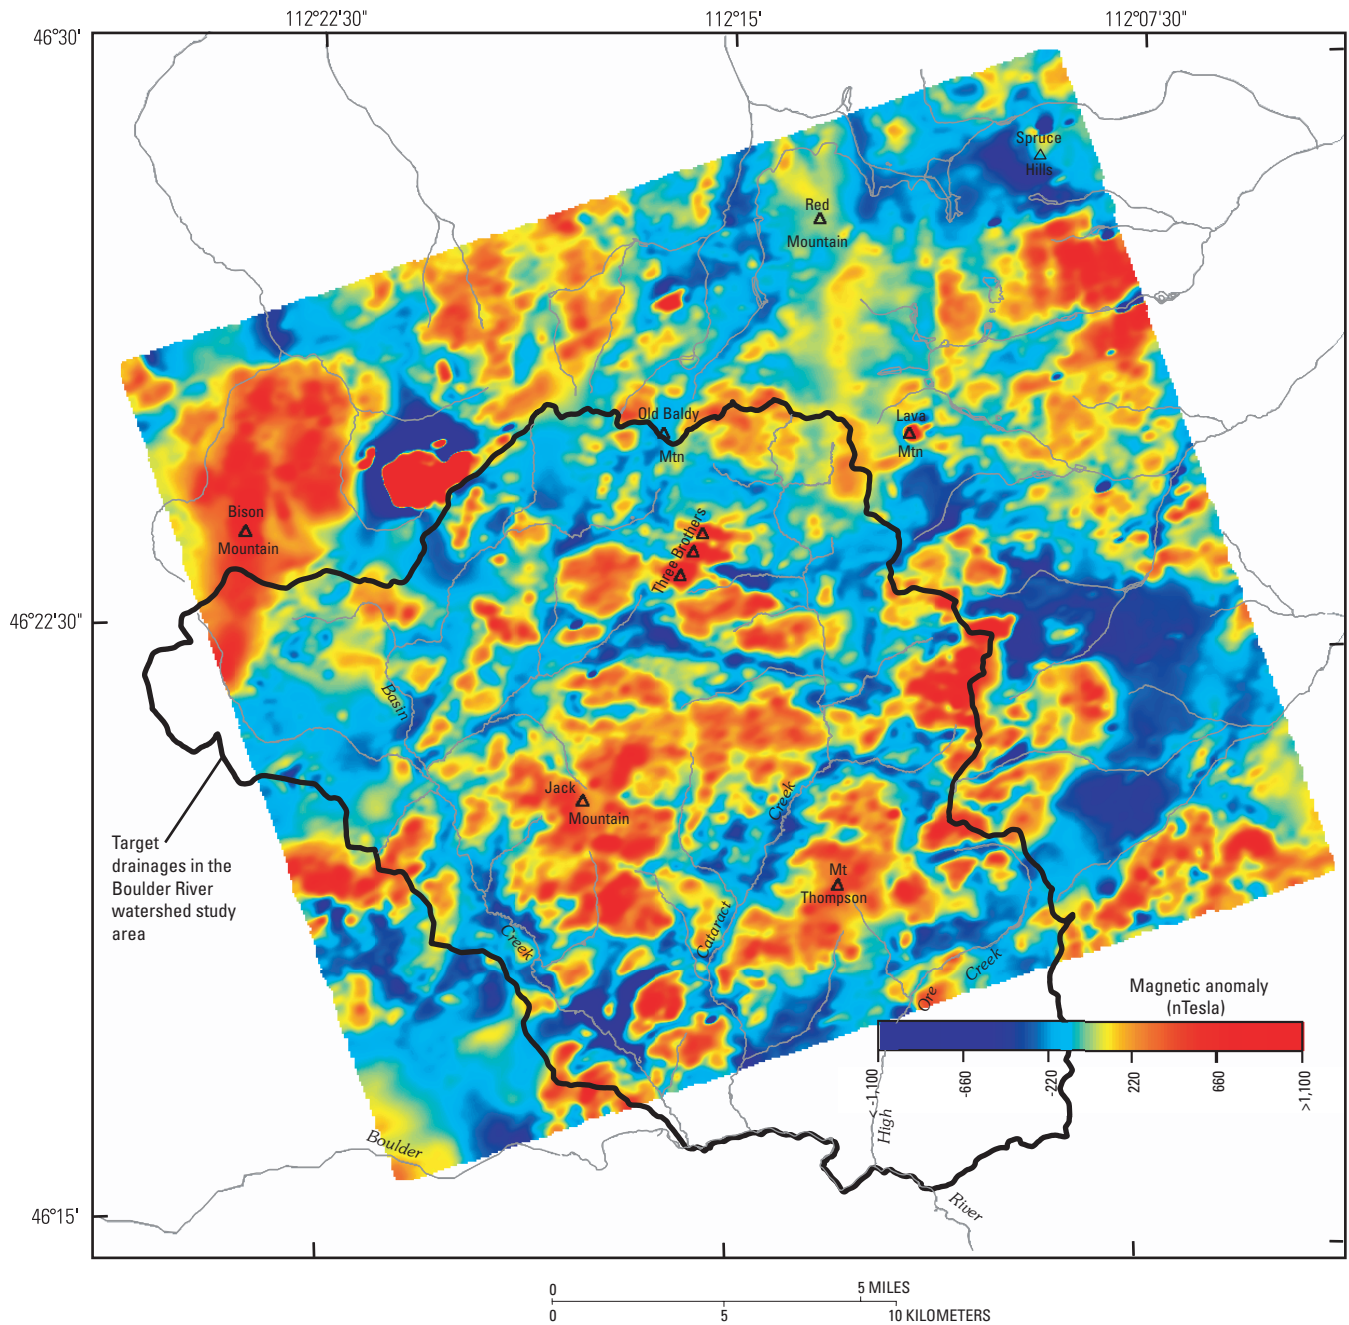 112°22'30"
112°15'
112°07'30"
46°30'
Spruce
Hills
Red
Mountain
Old Baldy
Mtn
Lava
Mtn
Bison
Mountain
Three Brothers
46°22'30"
Basin
Jack
Mountain
Creek
Mt
Thompson
Target
drainages in the
Boulder River
watershed study
area
Cataract
Creek
Creek
Ore
Magnetic anomaly
(nTesla)
< -1,100
-660
-220
220
660
>1,100
High
Boulder
River
46°15'
0
5 MILES
0
5
10 KILOMETERS